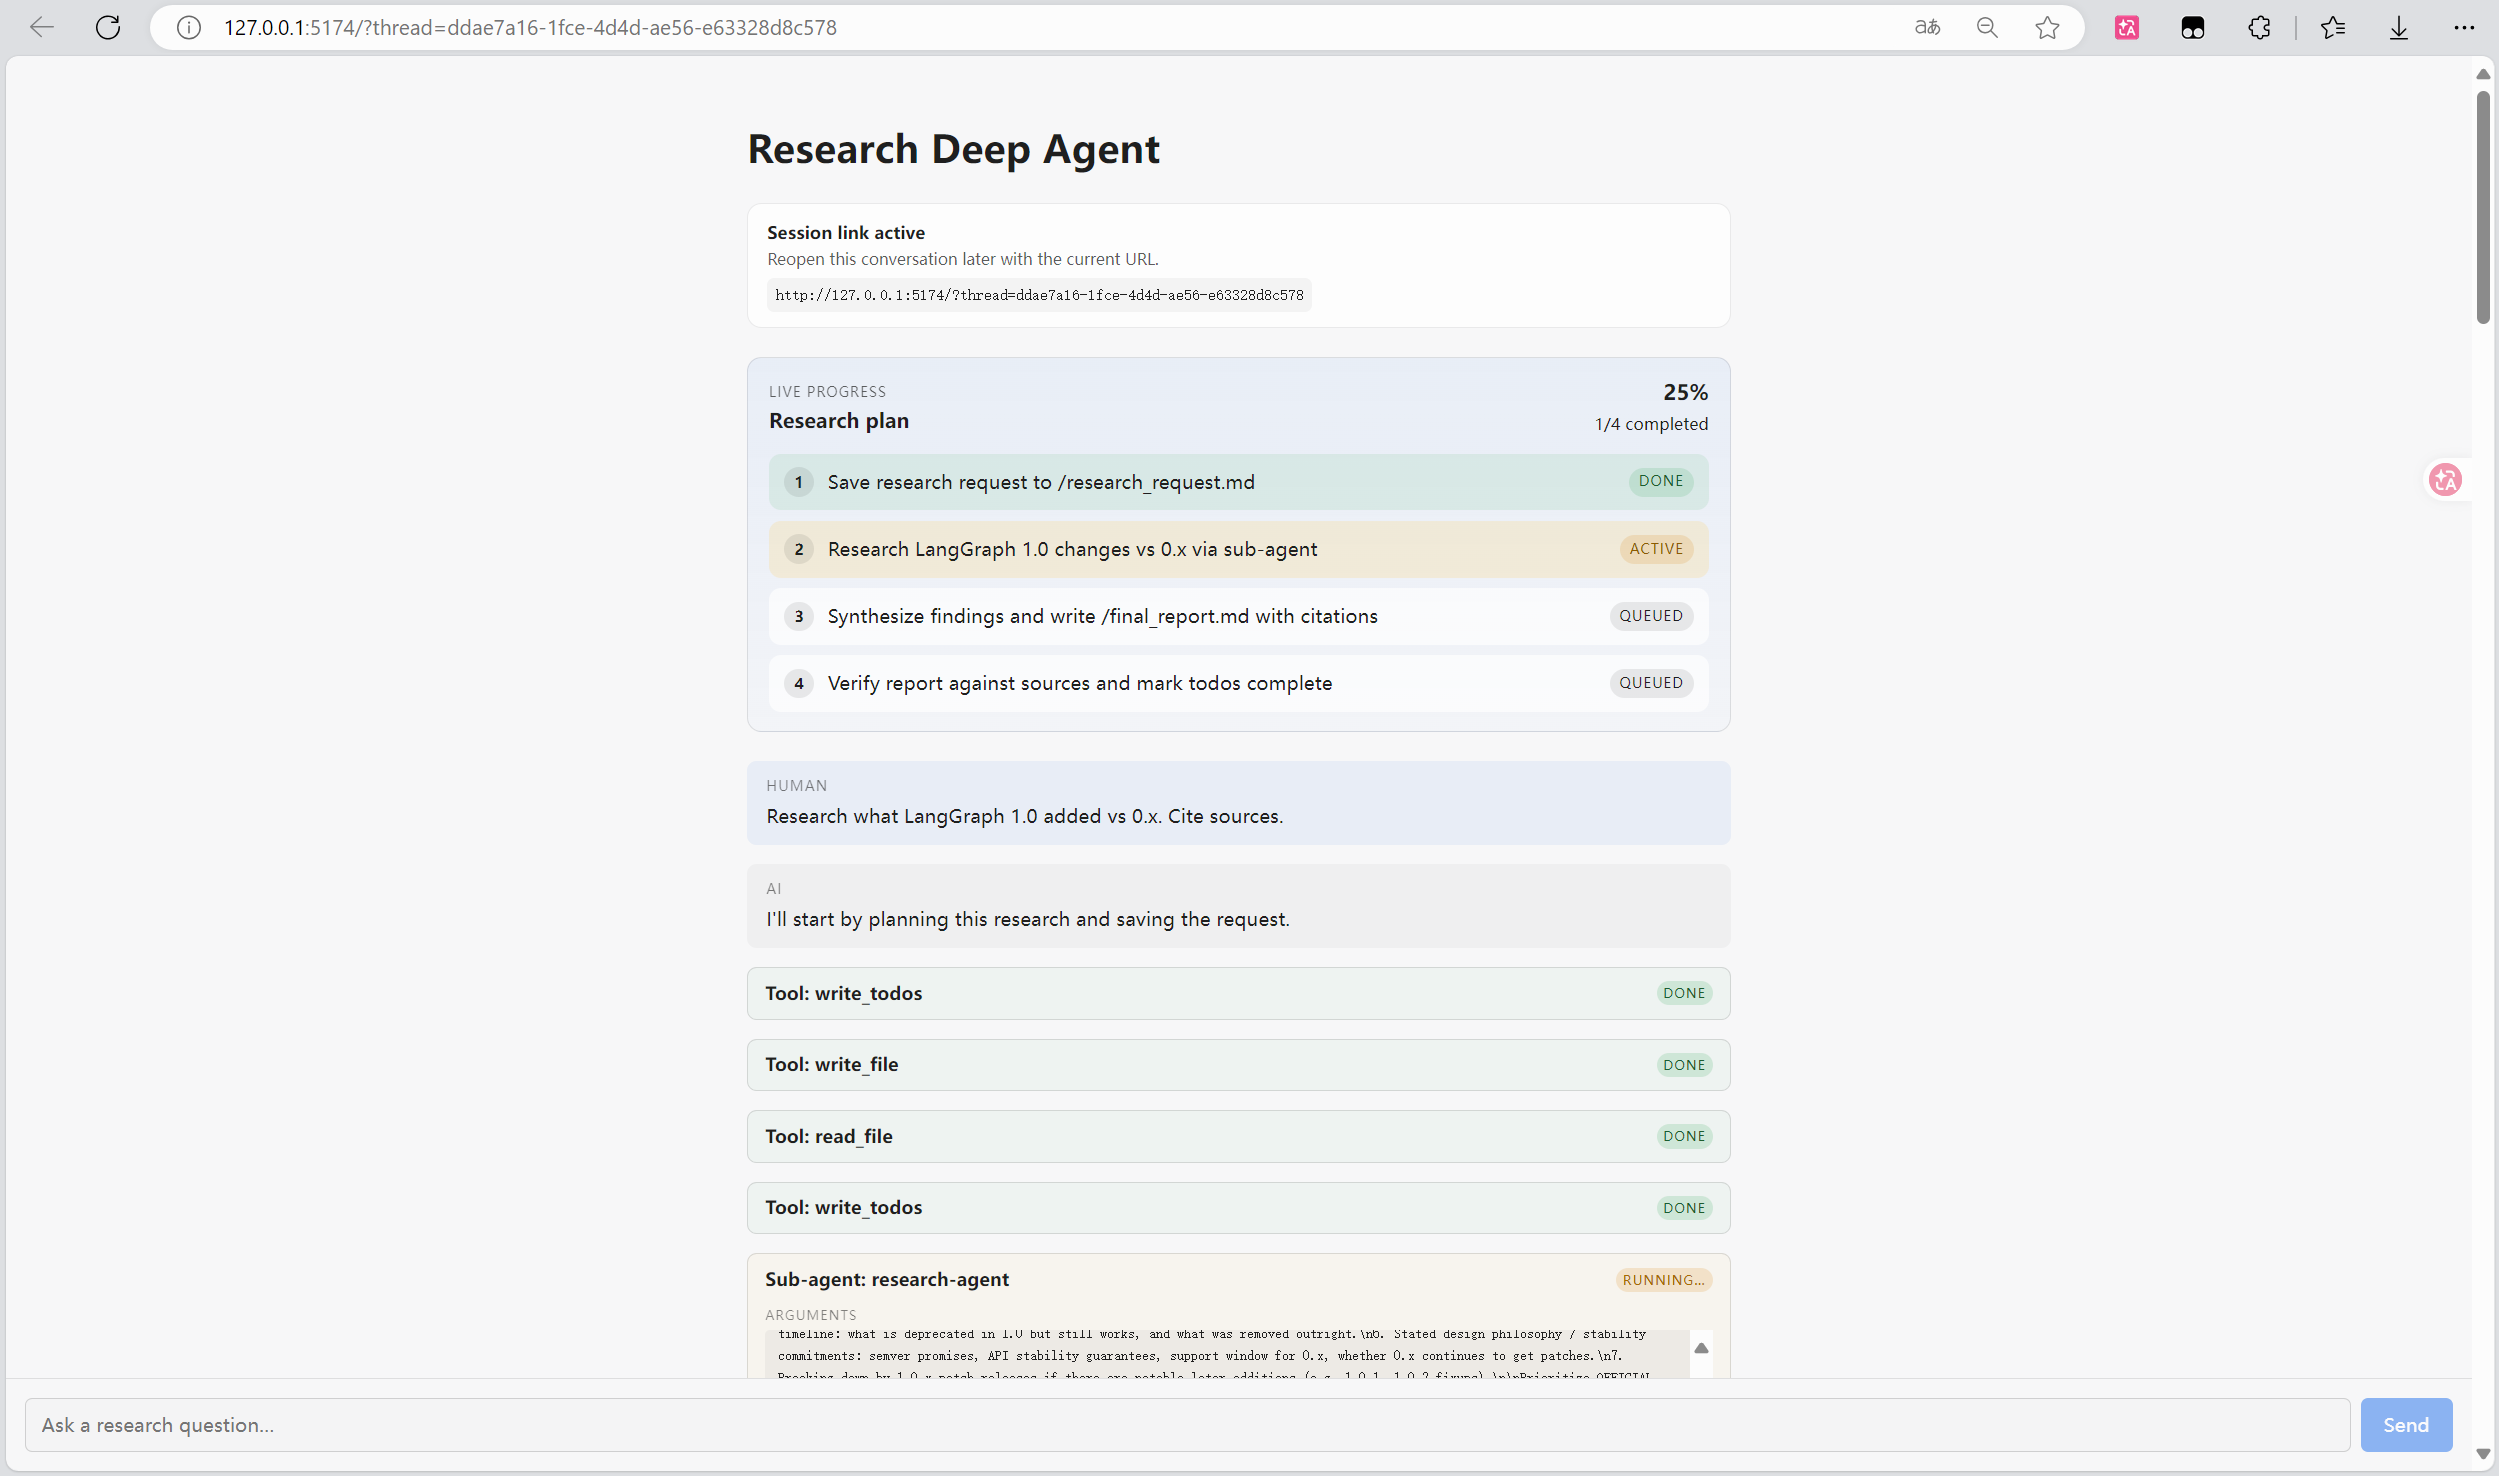 127.0.0.1:5174/?thread=ddae7a16-1fce-4d4d-ae56-e63328d8c578
Research Deep Agent
Session link active
Reopen this conversation later with the current URL.
http://127.0.0.1:5174/?thread=ddae7a16-1fce-4d4d-ae56-e63328d8c578
LIVE PROGRESS
25%
Research plan
1/4 completed
1 Save research request to /research_request.md DONE
2 Research LangGraph 1.0 changes vs 0.x via sub-agent ACTIVE
3 Synthesize findings and write /final_report.md with citations QUEUED
4 Verify report against sources and mark todos complete QUEUED
HUMAN
Research what LangGraph 1.0 added vs 0.x. Cite sources.
AI
I'll start by planning this research and saving the request.
Tool: write_todos DONE
Tool: write_file DONE
Tool: read_file DONE
Tool: write_todos DONE
Sub-agent: research-agent RUNNING...
ARGUMENTS
timeline: what is deprecated in 1.0 but still works, and what was removed outright.\n6. Stated design philosophy / stability
commitments: semver promises, API stability guarantees, support window for 0.x, whether 0.x continues to get patches.\n7.
Ask a research question...
Send